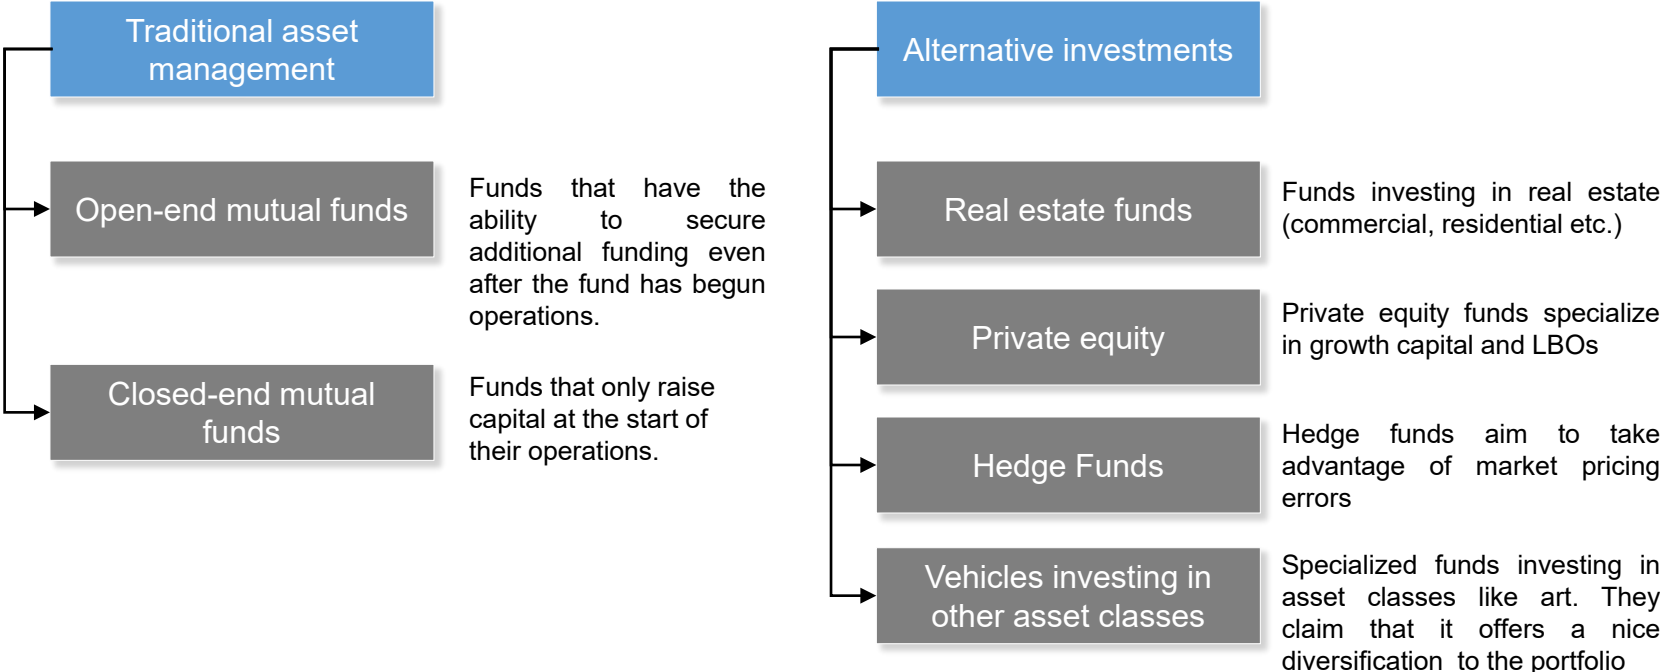 Traditional asset
management
Open-end mutual funds
Funds that have the
ability to secure
additional funding even
after the fund has begun
operations.
Closed-end mutual
funds
Funds that only raise
capital at the start of
their operations.
Alternative investments
Real estate funds
Funds investing in real estate
(commercial, residential etc.)
Private equity
Private equity funds specialize
in growth capital and LBOs
Hedge Funds
Hedge funds aim to take
advantage of market pricing
errors
Vehicles investing in
other asset classes
Specialized funds investing in
asset classes like art. They
claim that it offers a nice
diversification to the portfolio